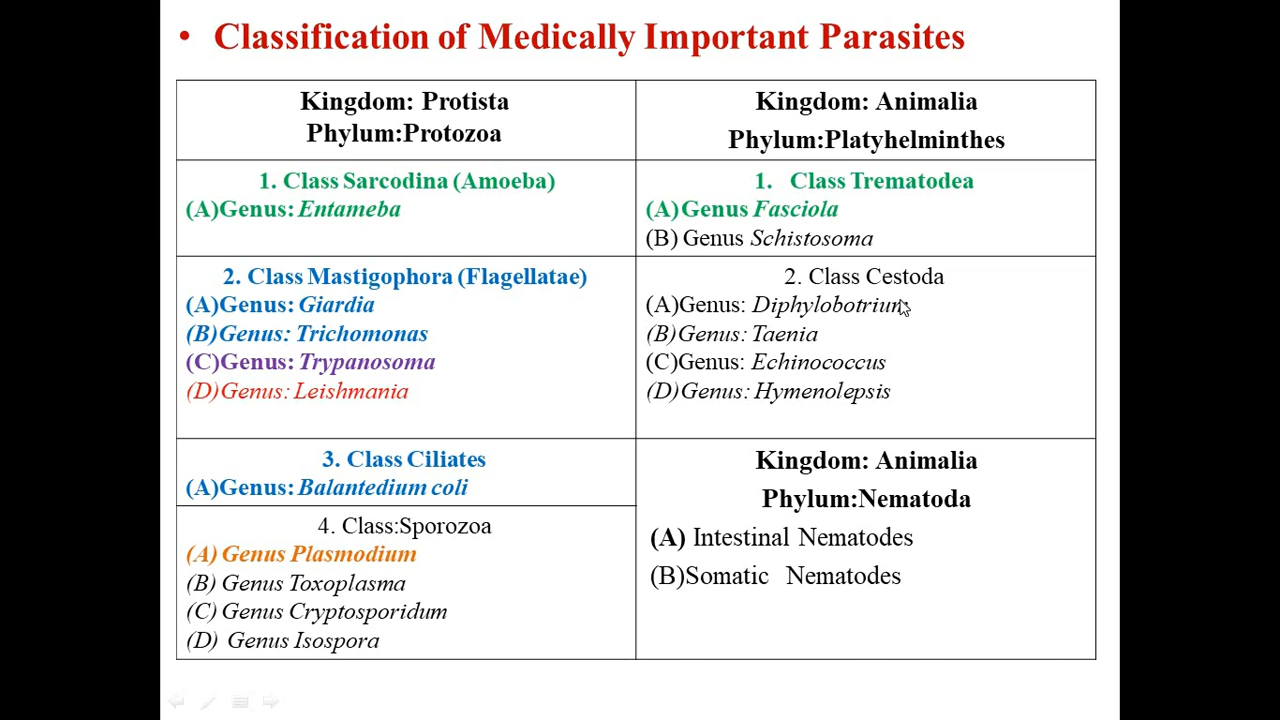 • Classification of Medically Important Parasites
Kingdom: Protista
Phylum:Protozoa
1. Class Sarcodina (Amoeba)
(A)Genus: Entameba
2. Class Mastigophora (Flagellatae)
(A)Genus: Giardia
(B)Genus: Trichomonas
(C)Genus: Trypanosoma
(D)Genus: Leishmania
3. Class Ciliates
(A)Genus: Balantedium coli
4. Class:Sporozoa
(A) Genus Plasmodium
(B) Genus Toxoplasma
(C) Genus Cryptosporidum
(D) Genus Isospora
Kingdom: Animalia
Phylum:Platyhelminthes
1. Class Trematodea
(A)Genus Fasciola
(B) Genus Schistosoma
2. Class Cestoda
(A)Genus: Diphylobotrium
(B)Genus: Taenia
(C)Genus: Echinococcus
(D)Genus: Hymenolepsis
Kingdom: Animalia
Phylum:Nematoda
(A) Intestinal Nematodes
(B)Somatic Nematodes